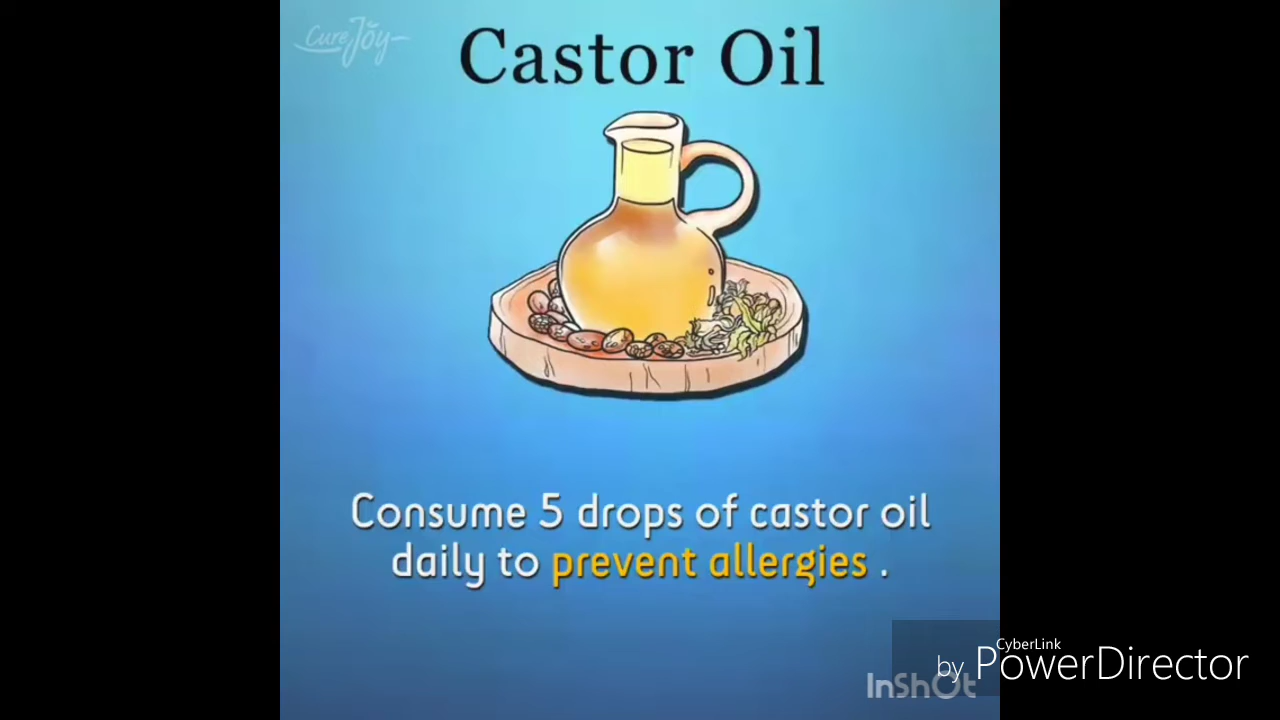 CureJoy
Castor Oil
Consume 5 drops of castor oil
daily to prevent allergies .
CyberLink
by PowerDirector
InShOt